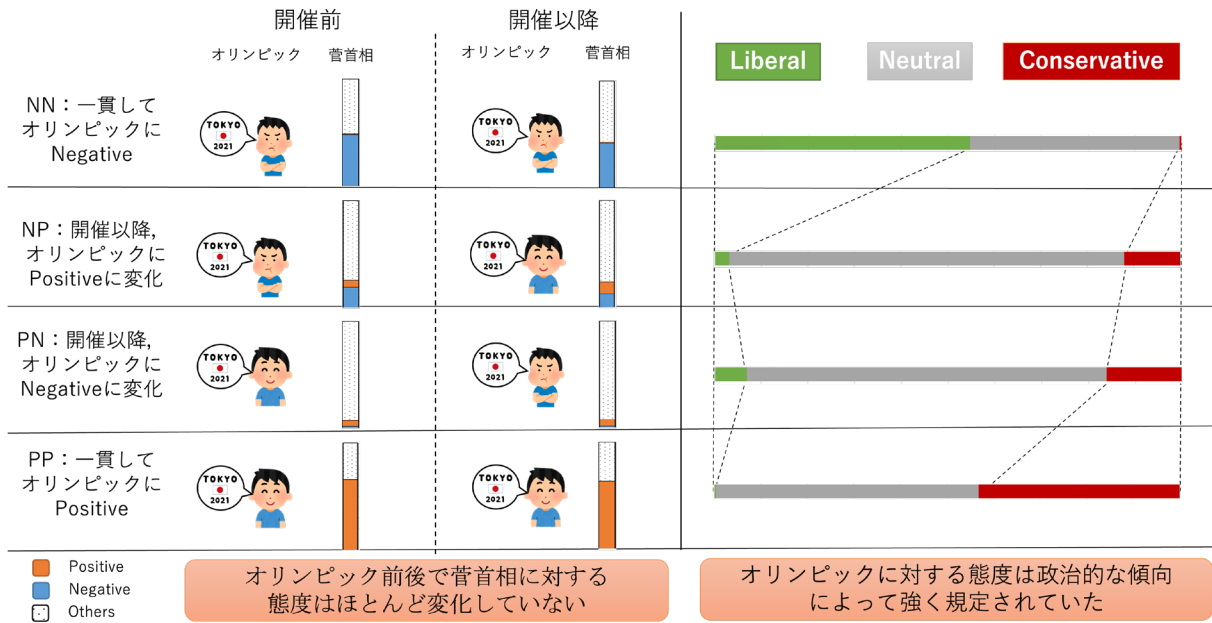 開催前
開催以降
オリンピック
菅首相
オリンピック
菅首相
Liberal
Neutral
Conservative
NN：一貫して
オリンピックに
Negative
TOKYO
2021
TOKYO
2021
NP：開催以降,
オリンピックに
Positiveに変化
TOKYO
2021
TOKYO
2021
PN：開催以降,
オリンピックに
Negativeに変化
TOKYO
2021
TOKYO
2021
PP：一貫して
オリンピックに
Positive
TOKYO
2021
TOKYO
2021
Positive
Negative
Others
オリンピック前後で菅首相に対する
態度はほとんど変化していない
オリンピックに対する態度は政治的な傾向
によって強く規定されていた